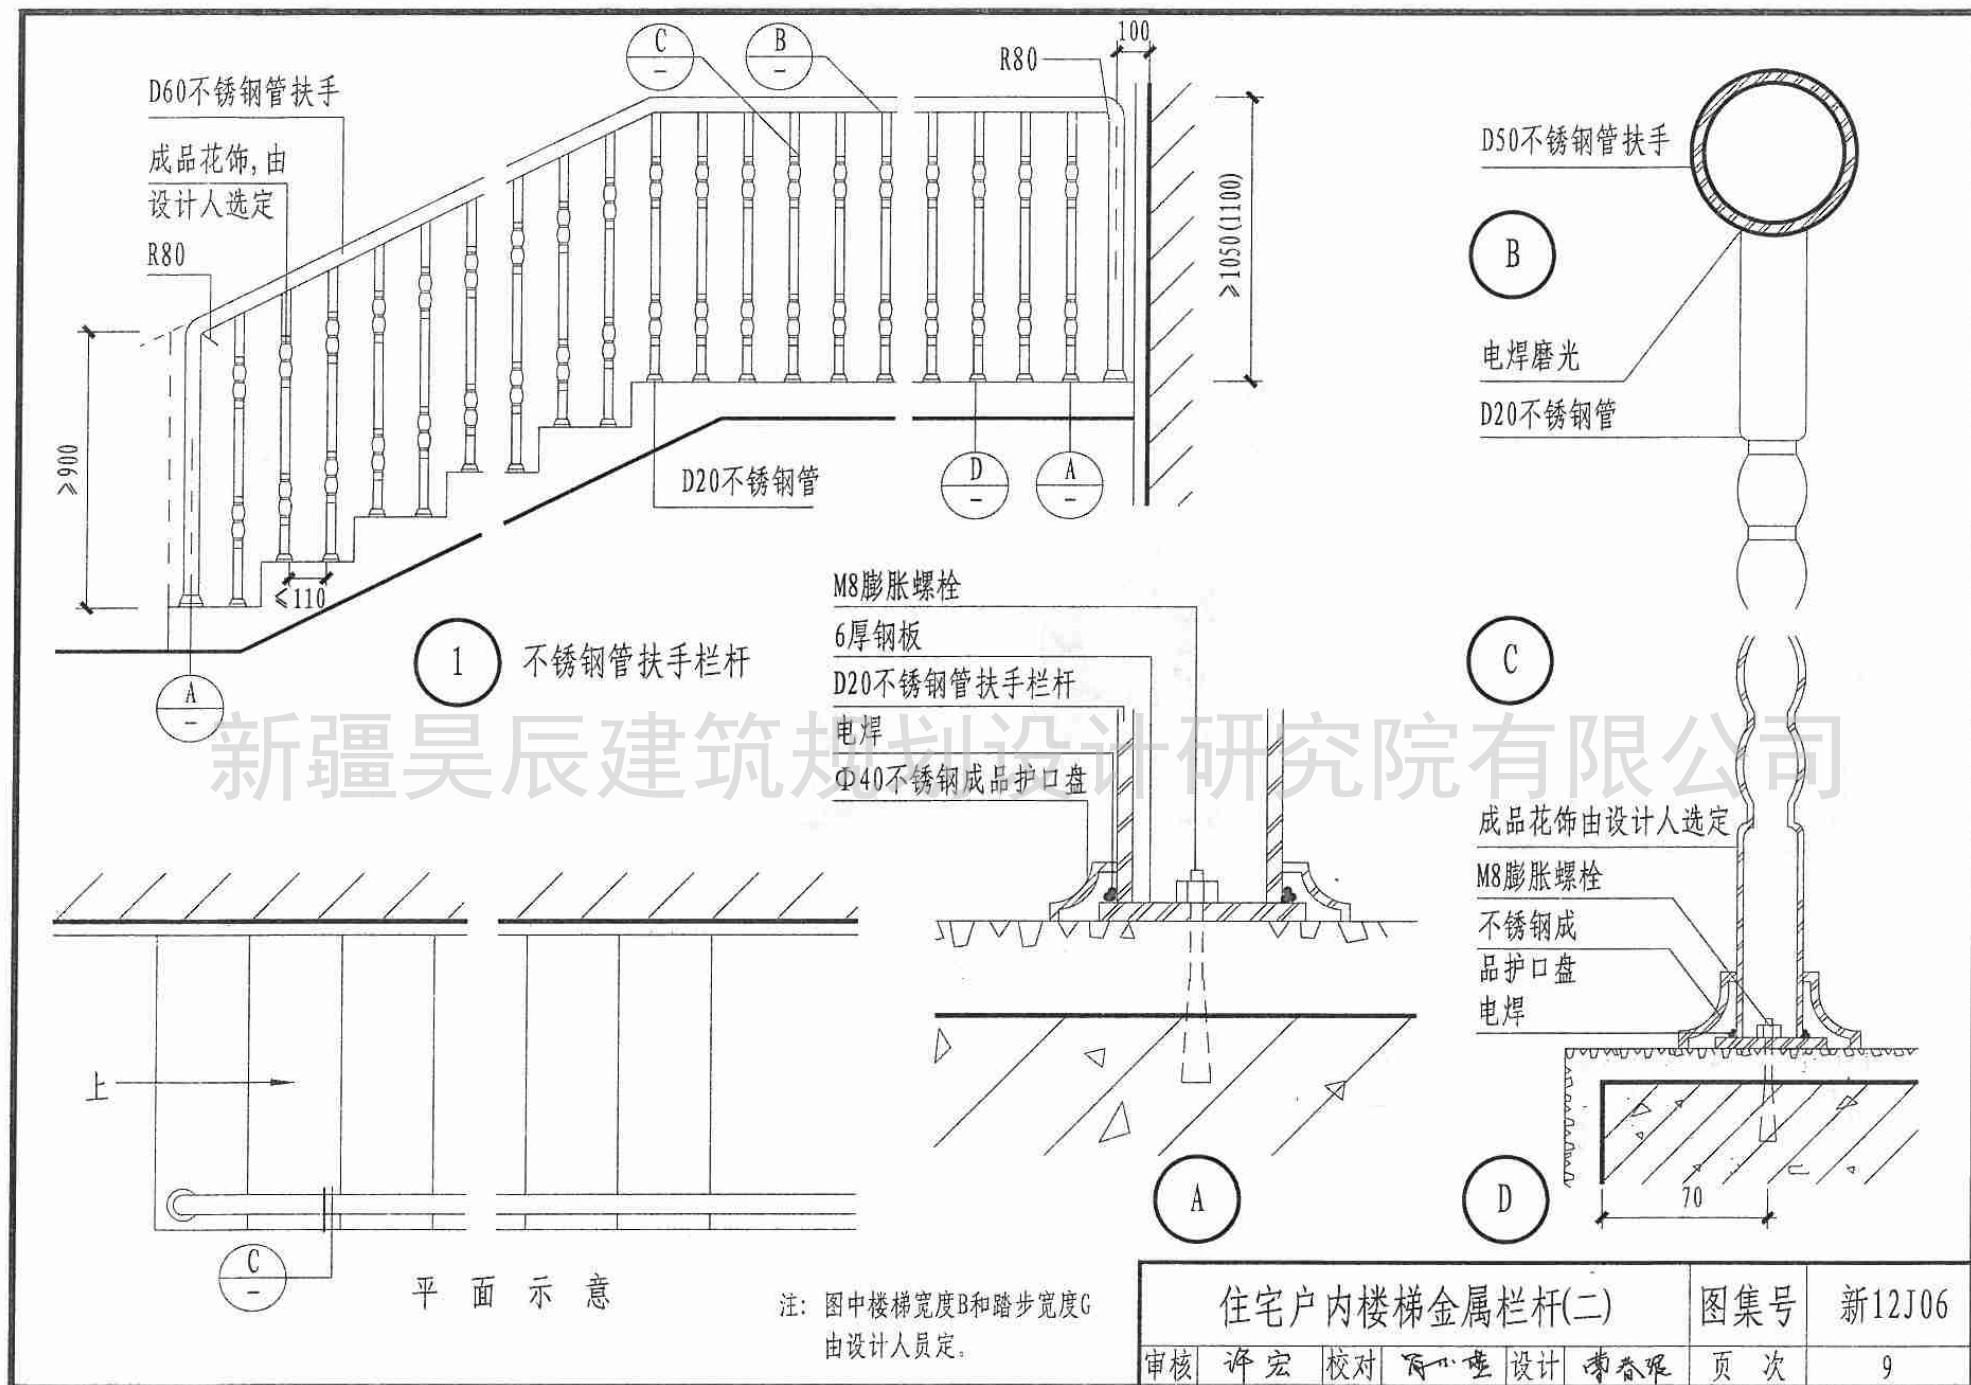 D60不锈钢管扶手
成品花饰,由
设计人选定
R80
≥900
≤110
A
-
C
-
B
-
R80
100
≥1050(1100)
D20不锈钢管
D
-
A
-
1
不锈钢管扶手栏杆
D50不锈钢管扶手
B
电焊磨光
D20不锈钢管
C
M8膨胀螺栓
6厚钢板
D20不锈钢管扶手栏杆
电焊
Φ40不锈钢成品护口盘
A
成品花饰由设计人选定
M8膨胀螺栓
不锈钢成
品护口盘
电焊
70
D
新疆昊辰建筑规划设计研究院有限公司
上
C
-
平面示意
注: 图中楼梯宽度B和踏步宽度G
由设计人员定。
住宅户内楼梯金属栏杆(二)
图集号
新12J06
审核 许宏 校对 设计
页次
9